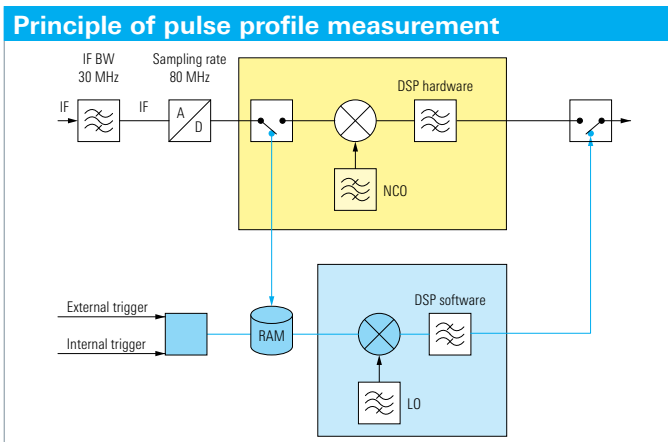 Principle of pulse profile measurement
IF BW
30 MHz
Sampling rate
80 MHz
DSP hardware
IF
IF
A
D
NCO
External trigger
Internal trigger
RAM
DSP software
LO